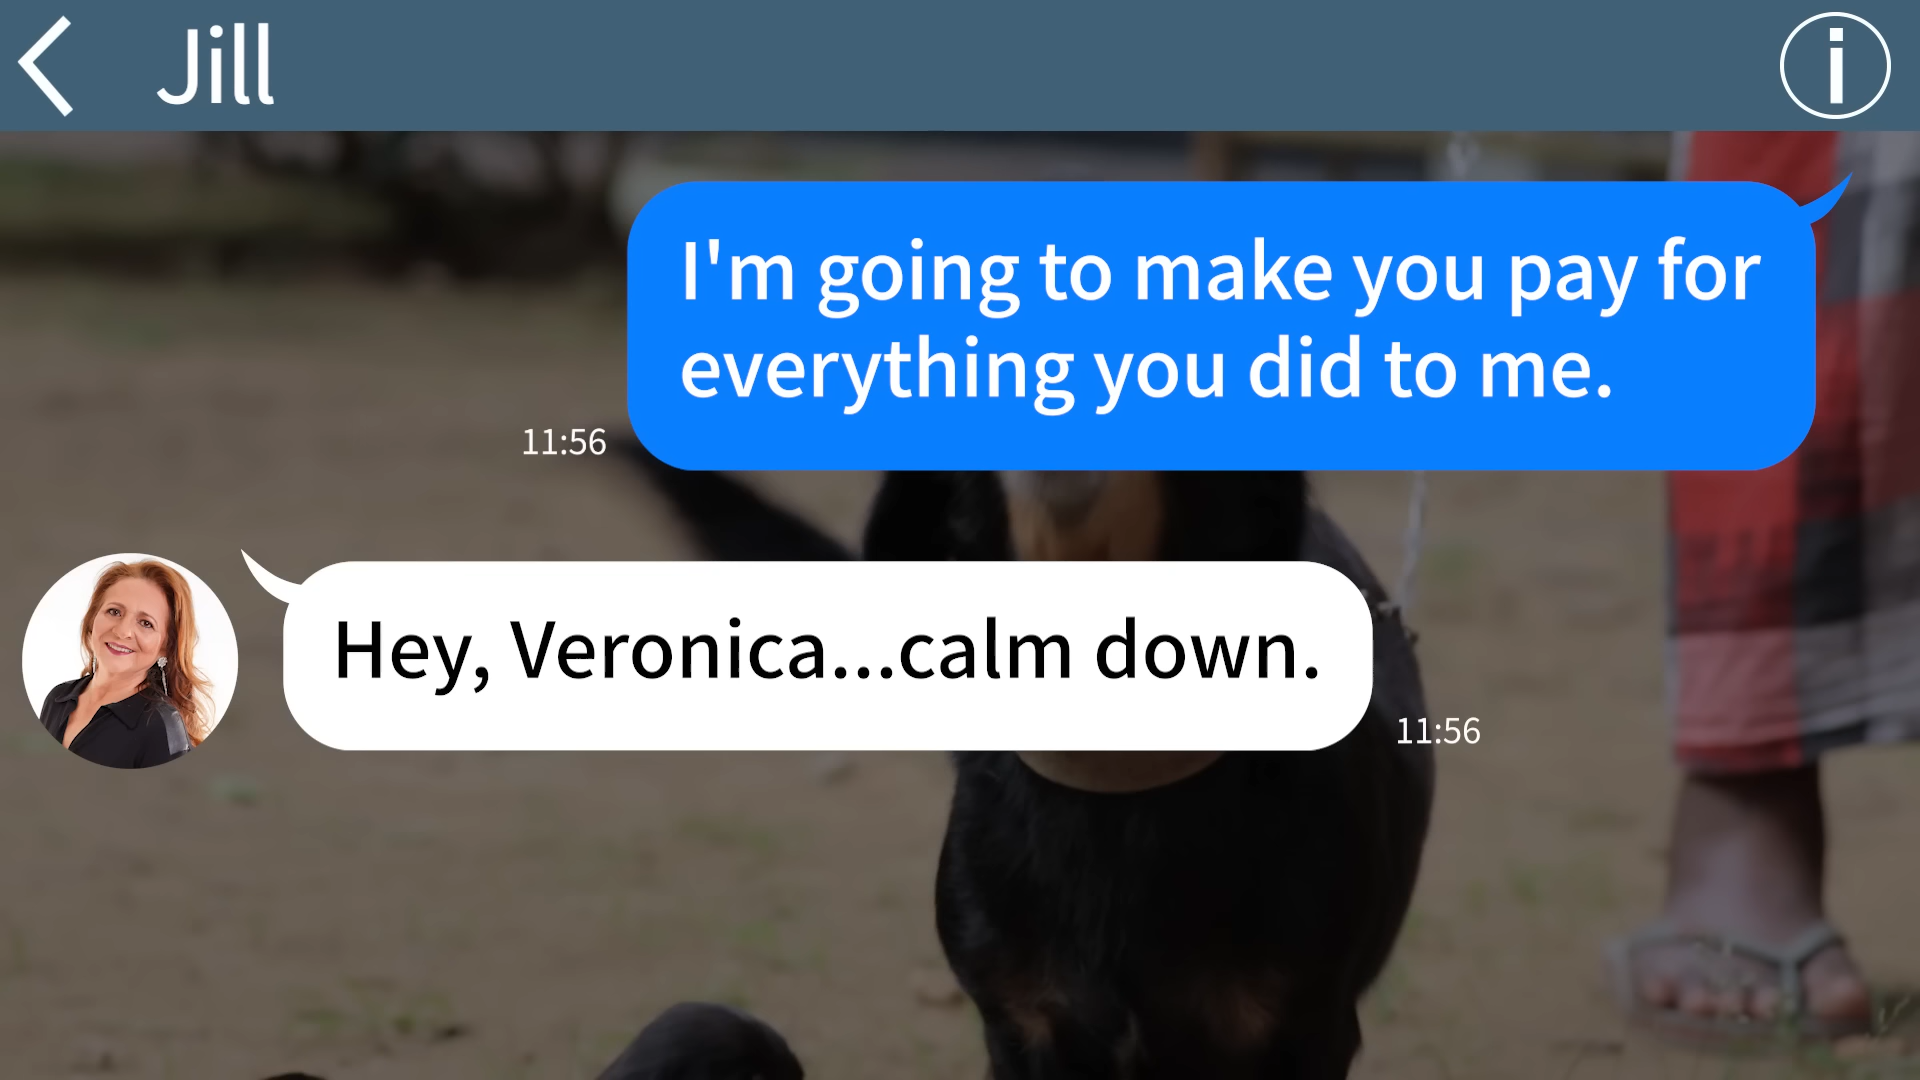 Jill
i
I'm going to make you pay for
everything you did to me.
11:56
Hey, Veronica...calm down.
11:56